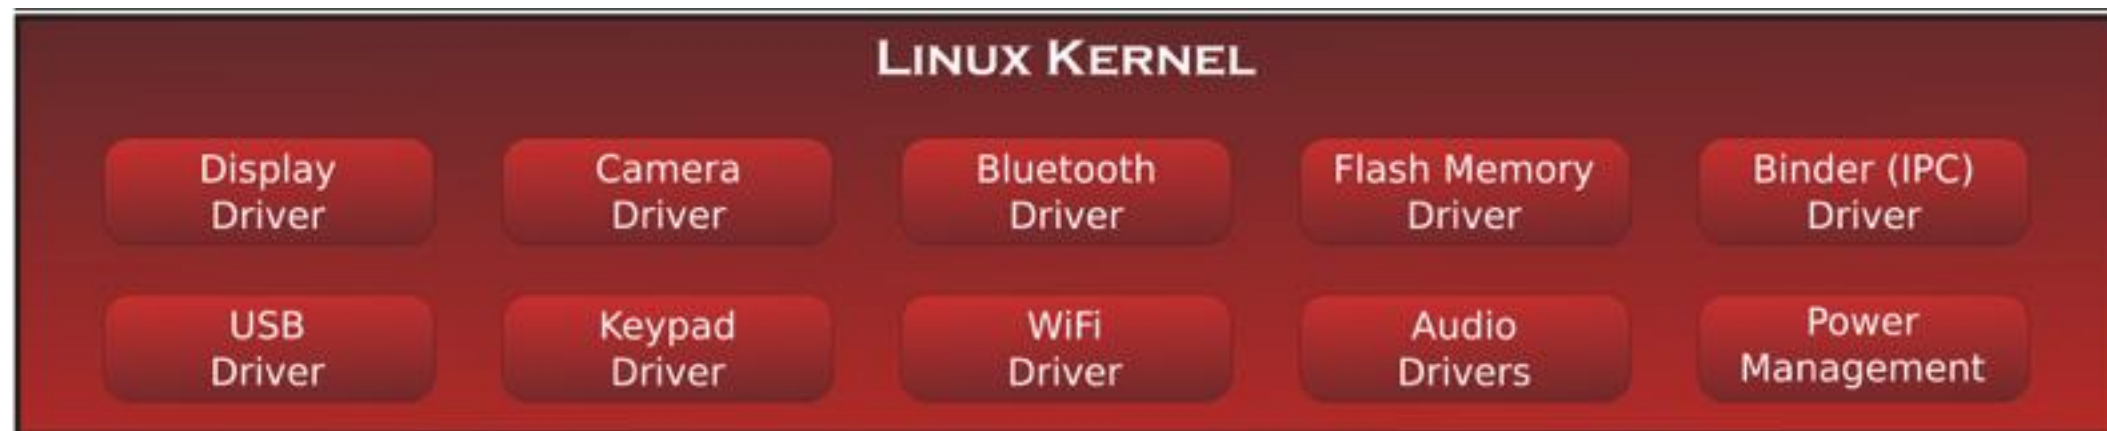 LINUX KERNEL
Display
Driver
Camera
Driver
Bluetooth
Driver
Flash Memory
Driver
Binder (IPC)
Driver
USB
Driver
Keypad
Driver
WiFi
Driver
Audio
Drivers
Power
Management